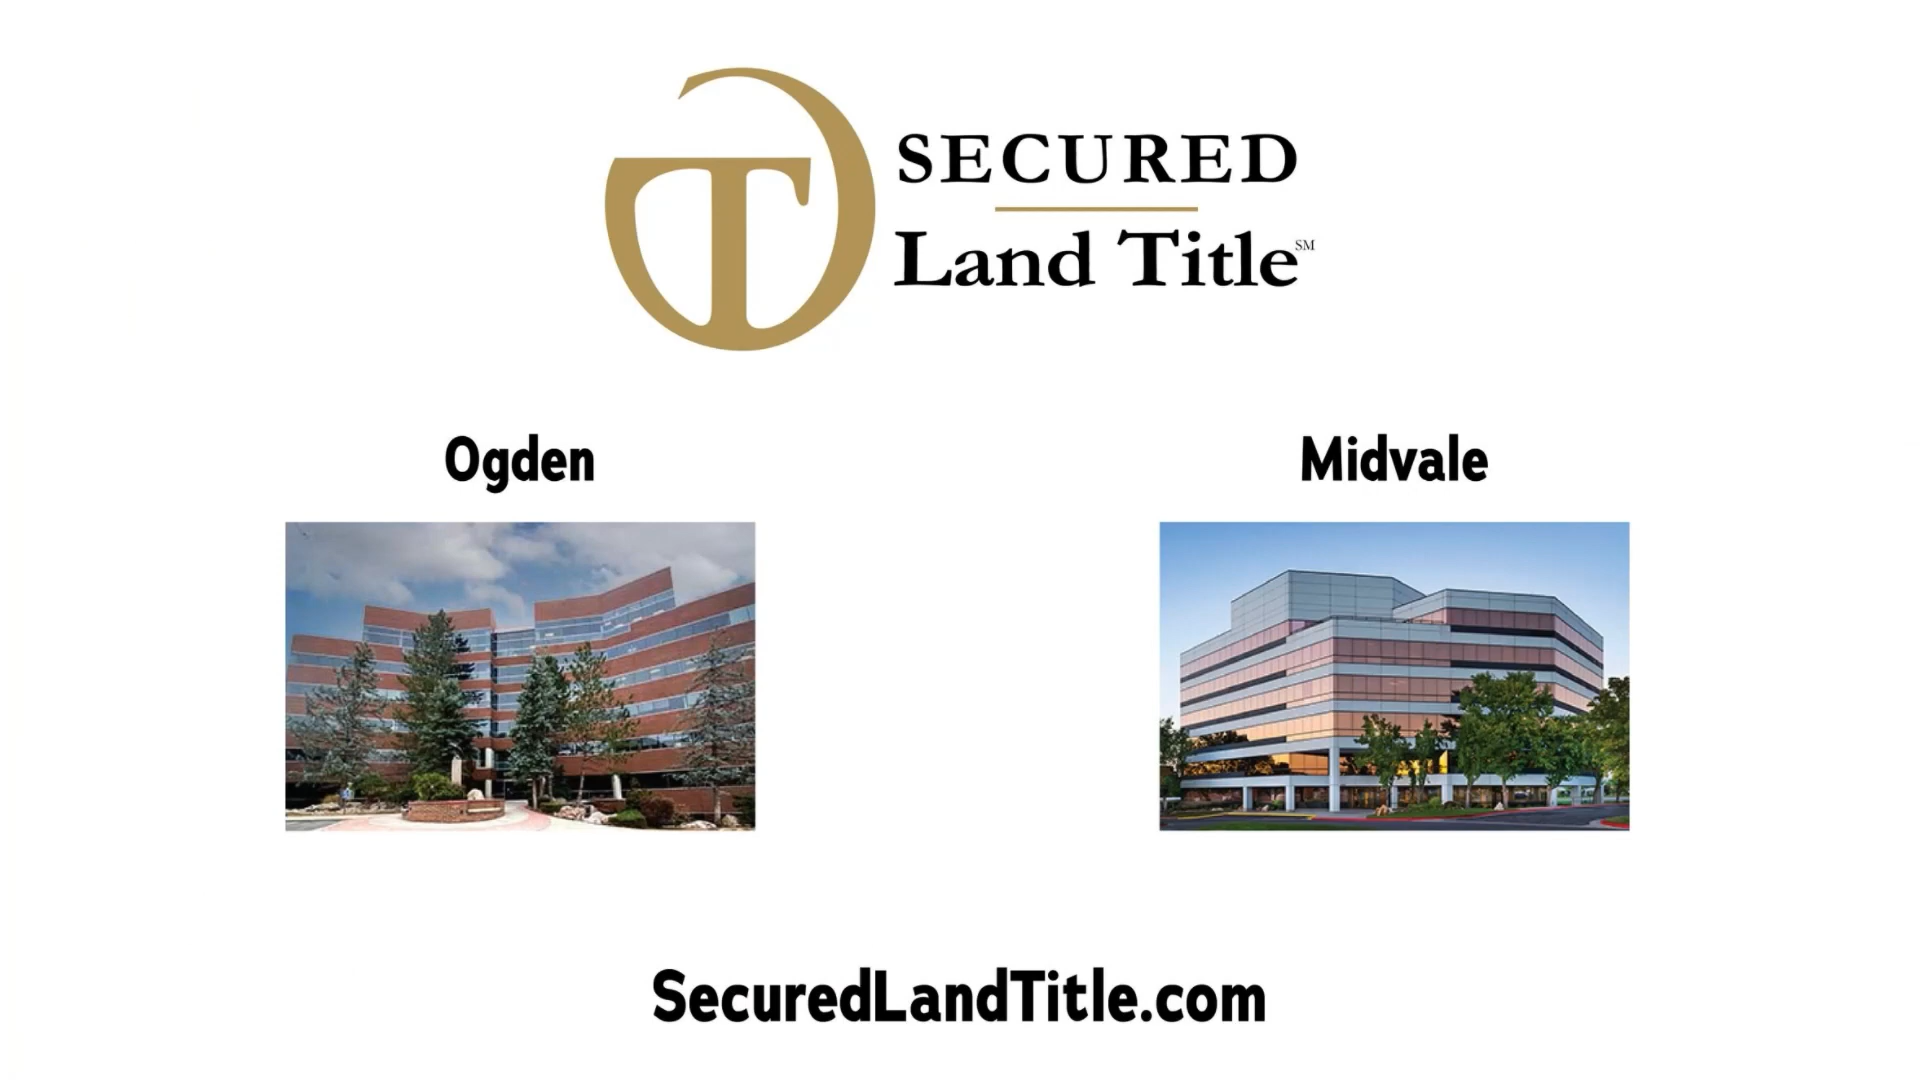 SECURED
Land Title℠
Ogden
Midvale
SecuredLandTitle.com